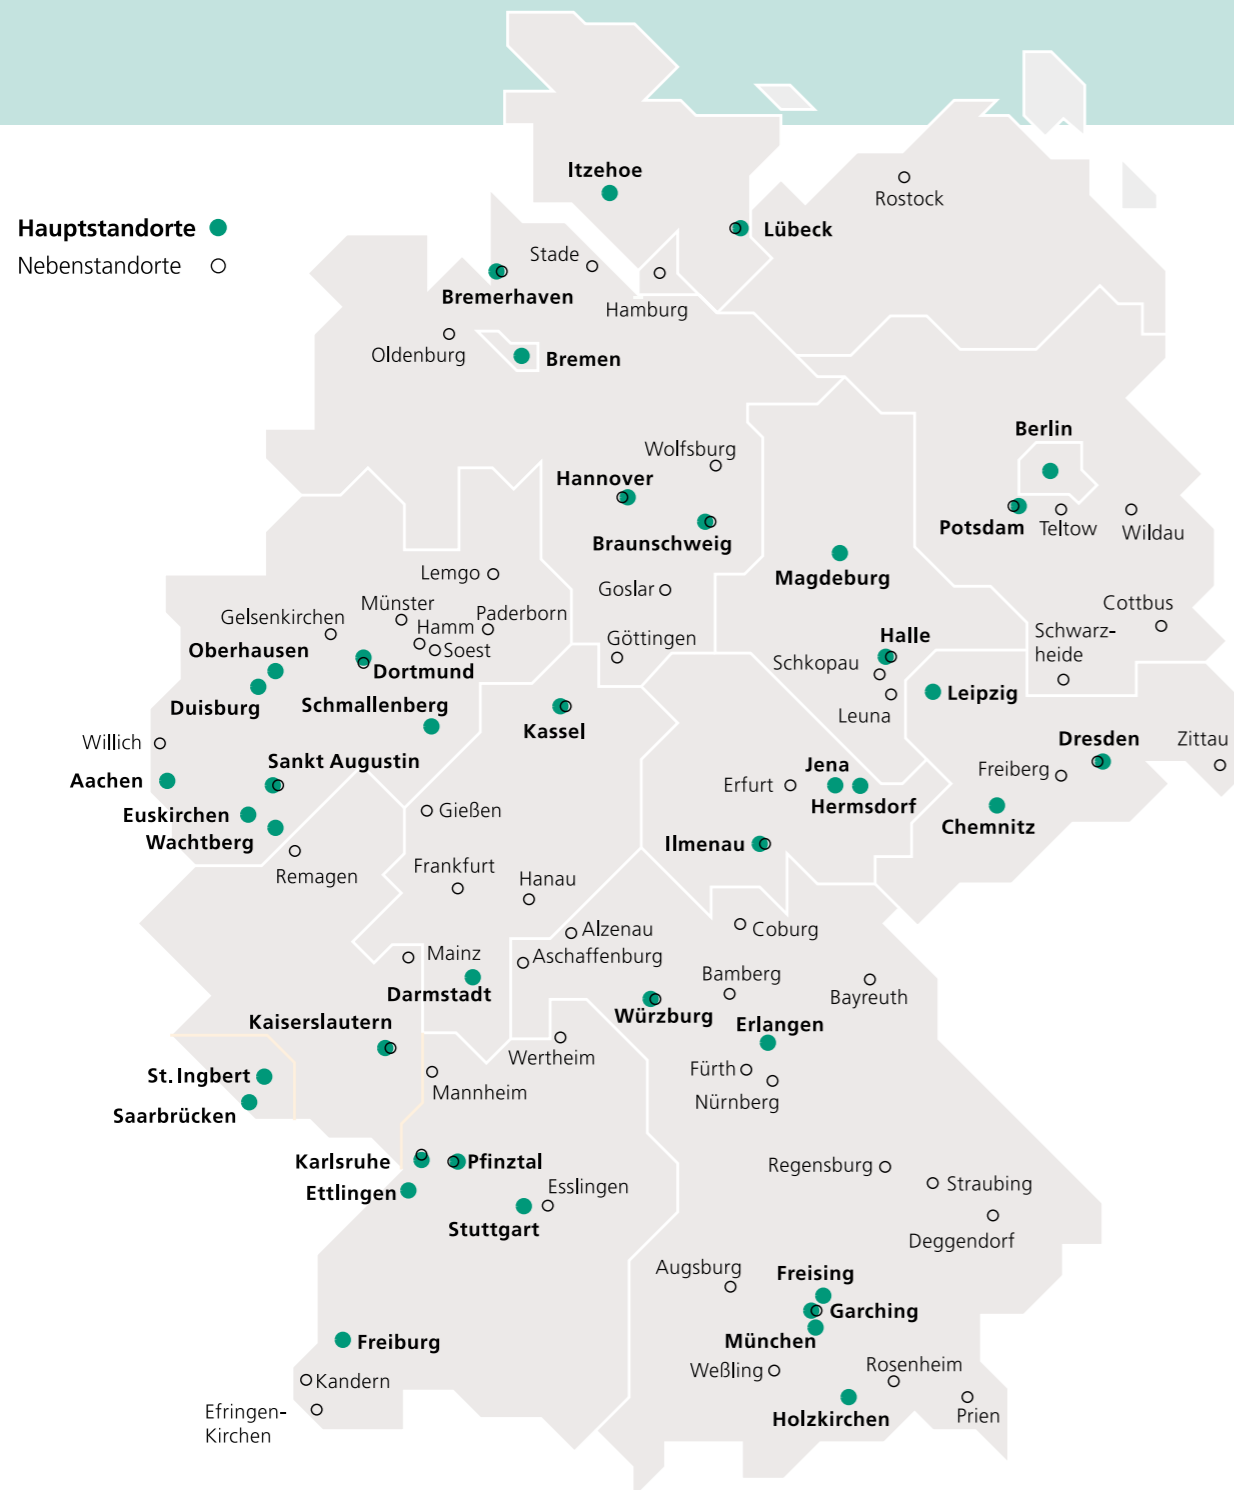 Itzehoe
Rostock
Hauptstandorte
Lübeck
Nebenstandorte
Stade
Bremerhaven
Hamburg
Oldenburg
Bremen
Berlin
Wolfsburg
Hannover
Potsdam
Teltow
Wildau
Braunschweig
Magdeburg
Lemgo
Goslar
Münster
Paderborn
Cottbus
Gelsenkirchen
Hamm
Göttingen
Halle
Schwarz-
heide
Oberhausen
Soest
Dortmund
Schkopau
Leipzig
Duisburg
Schmallenberg
Leuna
Kassel
Willich
Dresden
Zittau
Sankt Augustin
Jena
Freiberg
Aachen
Erfurt
Hermsdorf
Euskirchen
Gießen
Chemnitz
Wachtberg
Ilmenau
Remagen
Frankfurt
Hanau
Alzenau
Coburg
Mainz
Aschaffenburg
Bamberg
Darmstadt
Bayreuth
Würzburg
Kaiserslautern
Erlangen
Wertheim
St. Ingbert
Fürth
Mannheim
Nürnberg
Saarbrücken
Karlsruhe
Pfinztal
Regensburg
Ettlingen
Esslingen
Straubing
Stuttgart
Deggendorf
Augsburg
Freising
Garching
Freiburg
München
Weßling
Rosenheim
Kandern
Efringen-
Kirchen
Holzkirchen
Prien